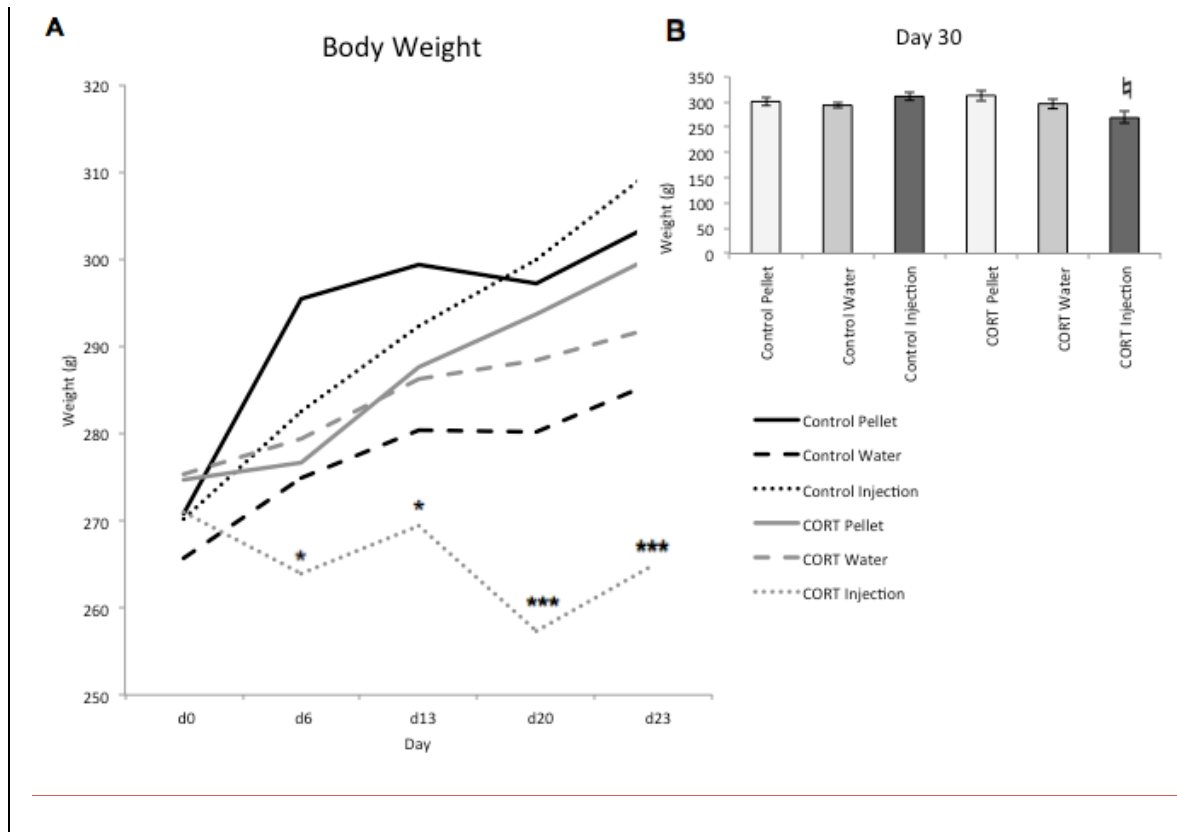 A
Body Weight
320
310
300
290
280
270
260
250
Weight (g)
*
*
***
***
d0 d6 d13 d20 d23
Day
B
Day 30
350
300
250
200
150
100
50
0
Weight (g)
♮
Control Pellet
Control Water
Control Injection
CORT Pellet
CORT Water
CORT Injection
Control Pellet
Control Water
Control Injection
CORT Pellet
CORT Water
CORT Injection